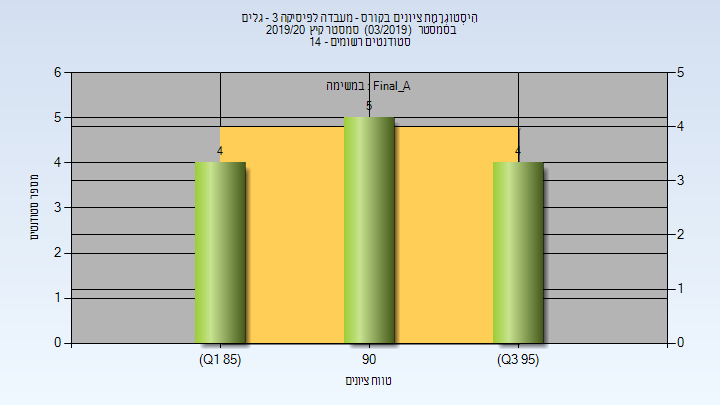 היסטוגרמת ציונים בקורס - מעבדה לפיסיקה 3 - גלים
בסמסטר (03/2019) סמסטר קיץ 2019/20
סטודנטים רשומים - 14
במשימה : Final_A
6
5
4
3
2
1
0
5
4
3
2
1
0
4
5
4
מספר סטודנטים
(Q1 85)
90
(Q3 95)
טווח ציונים